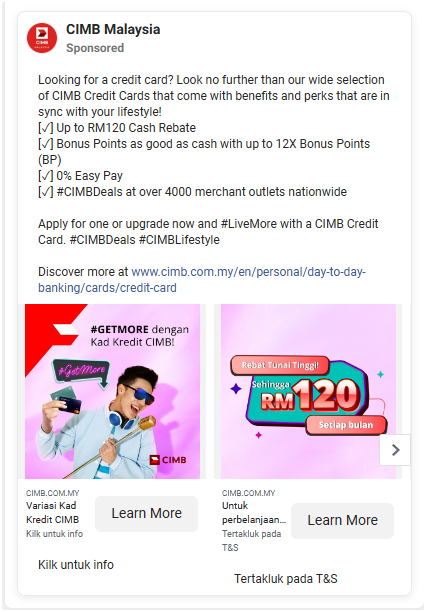 CIMB Malaysia
Sponsored
Looking for a credit card? Look no further than our wide selection
of CIMB Credit Cards that come with benefits and perks that are in
sync with your lifestyle!
[✓] Up to RM120 Cash Rebate
[✓] Bonus Points as good as cash with up to 12X Bonus Points
(BP)
[✓] 0% Easy Pay
[✓] #CIMBDeals at over 4000 merchant outlets nationwide
Apply for one or upgrade now and #LiveMore with a CIMB Credit
Card. #CIMBDeals #CIMBLifestyle
Discover more at www.cimb.com.my/en/personal/day-to-day-
banking/cards/credit-card
#GETMORE dengan
Kad Kredit CIMB!
#GetMore
CIMB
Rebat Tunai Tinggi!
Sehingga
RM120
Setiap bulan
CIMB.COM.MY
Variasi Kad
Kredit CIMB
Kilk untuk info
Learn More
CIMB.COM.MY
Untuk
perbelanjaan...
Tertakluk pada
T&S
Learn More
Kilk untuk info
Tertakluk pada T&S